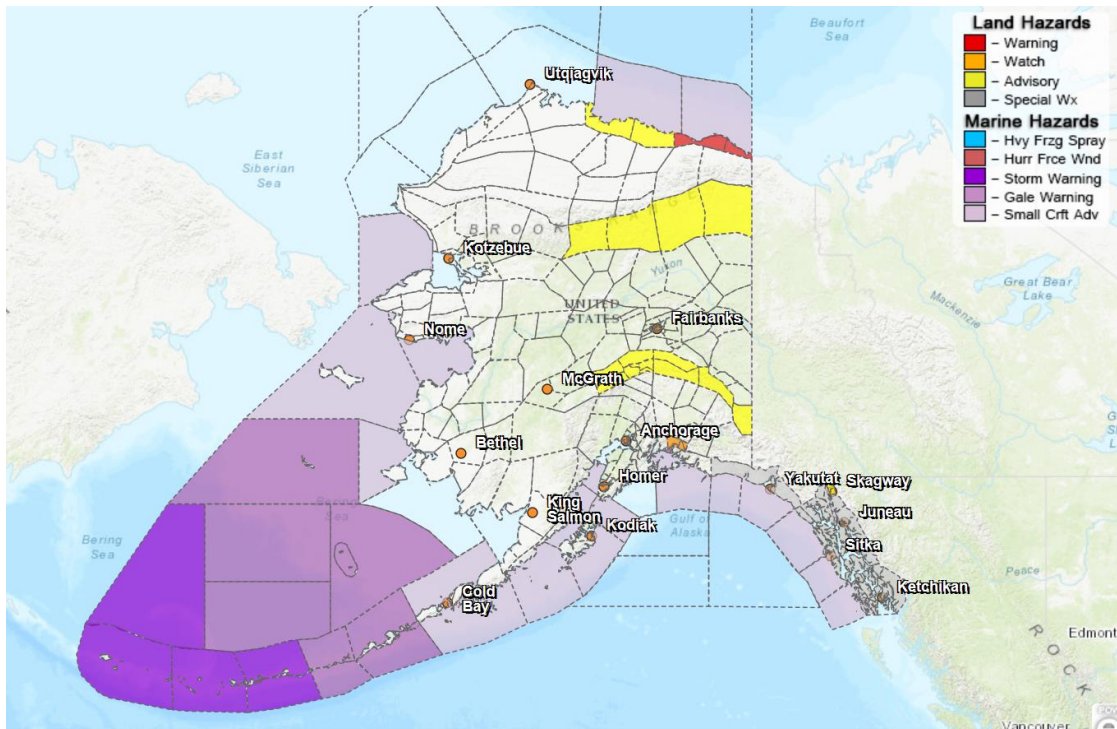 Beaufort
Sea
Land Hazards
– Warning
– Watch
– Advisory
– Special Wx
Marine Hazards
– Hvy Frzg Spray
– Hurr Frce Wnd
– Storm Warning
– Gale Warning
– Small Crft Adv
Utqiagvik
East
Siberian
Sea
BROOKS RANGE
Kotzebue
Yukon
Great Bear
Lake
Mackenzie
UNITED
STATES
Fairbanks
Nome
McGrath
Anchorage
Bethel
Homer
Yakutat
Skagway
King
Salmon
Kodiak
Gulf of
Alaska
Juneau
Sitka
Bering
Sea
Peace
Ketchikan
Cold
Bay
Edmont
ROCK
Vancouver